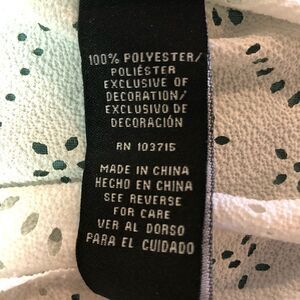 100% POLYESTER/
POLIÉSTER
EXCLUSIVE OF
DECORATION/
EXCLUSIVO DE
DECORACIÓN
RN 103715
MADE IN CHINA
HECHO EN CHINA
SEE REVERSE
FOR CARE
VER AL DORSO
PARA EL CUIDADO